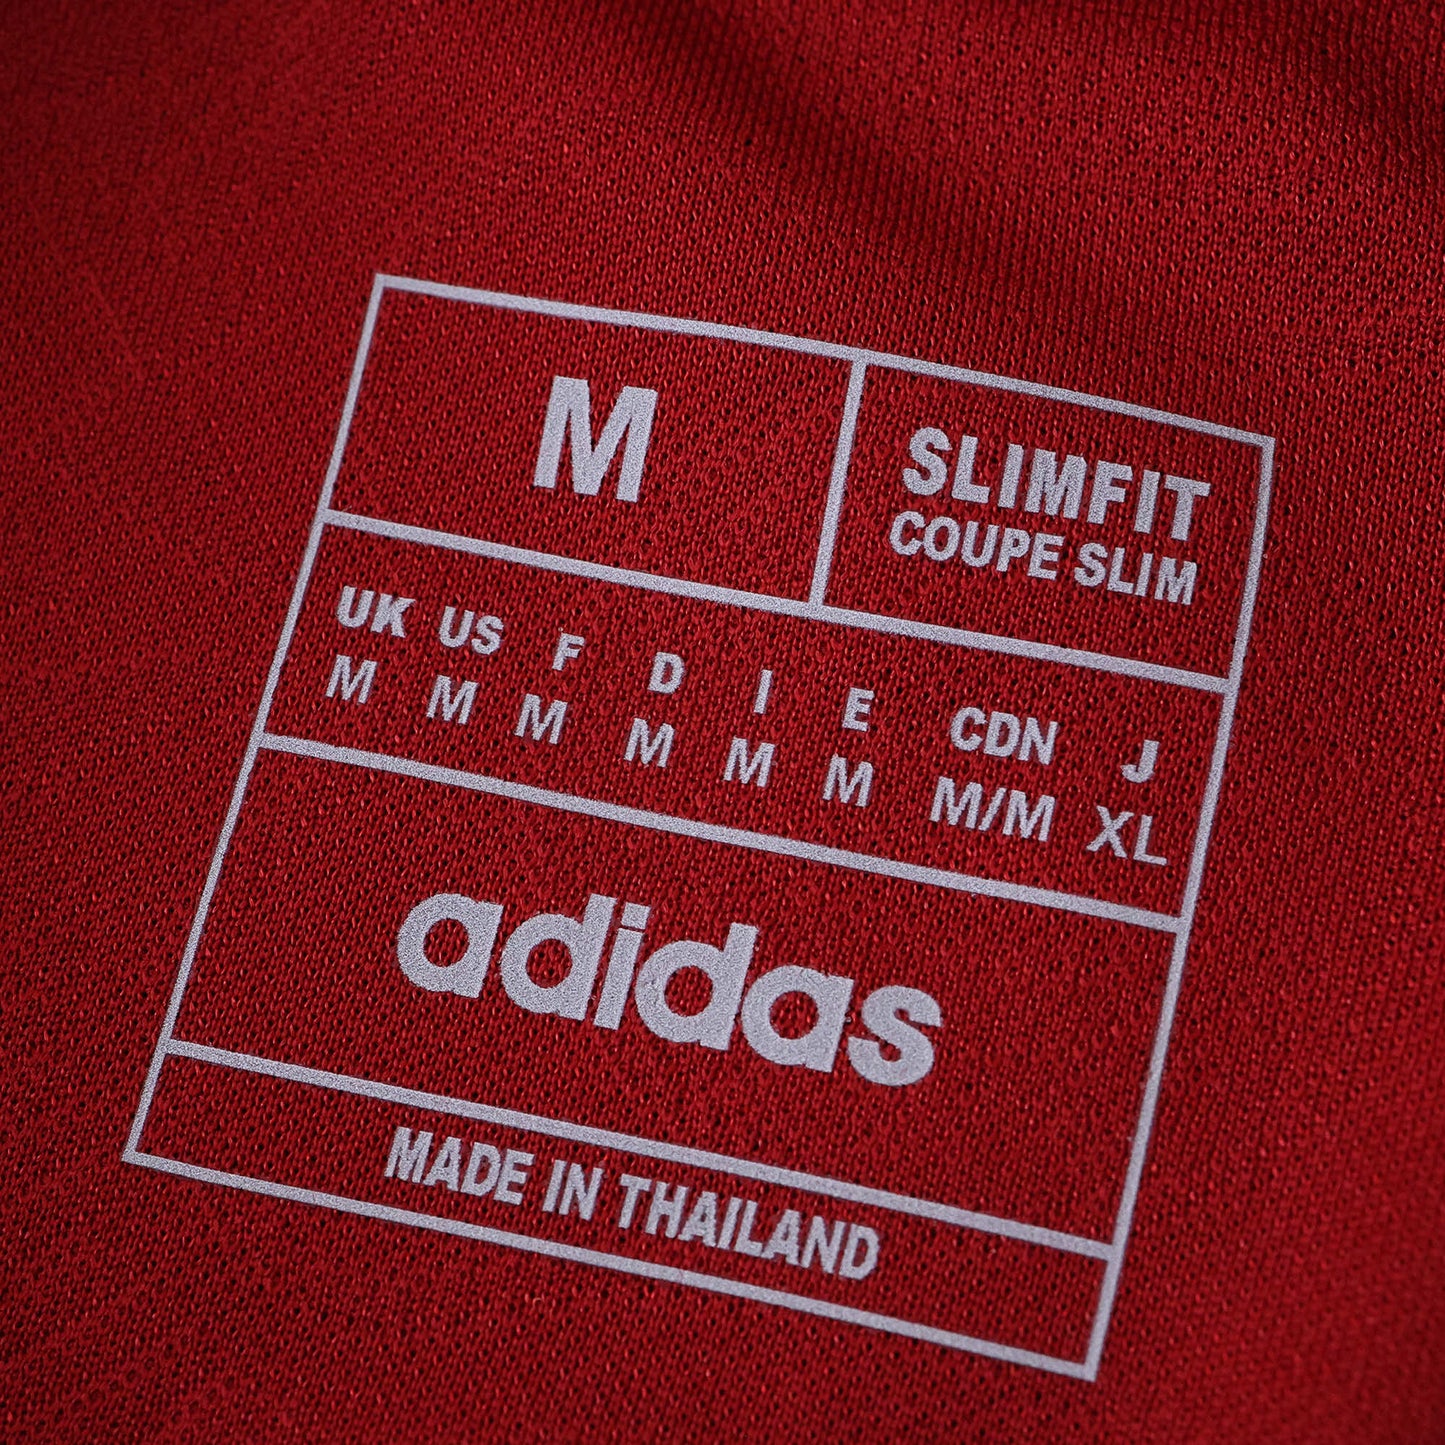 M
SLIMFIT
COUPE SLIM
UK US F D I E CDN J
M M M M M M M/M XL
adidas
MADE IN THAILAND